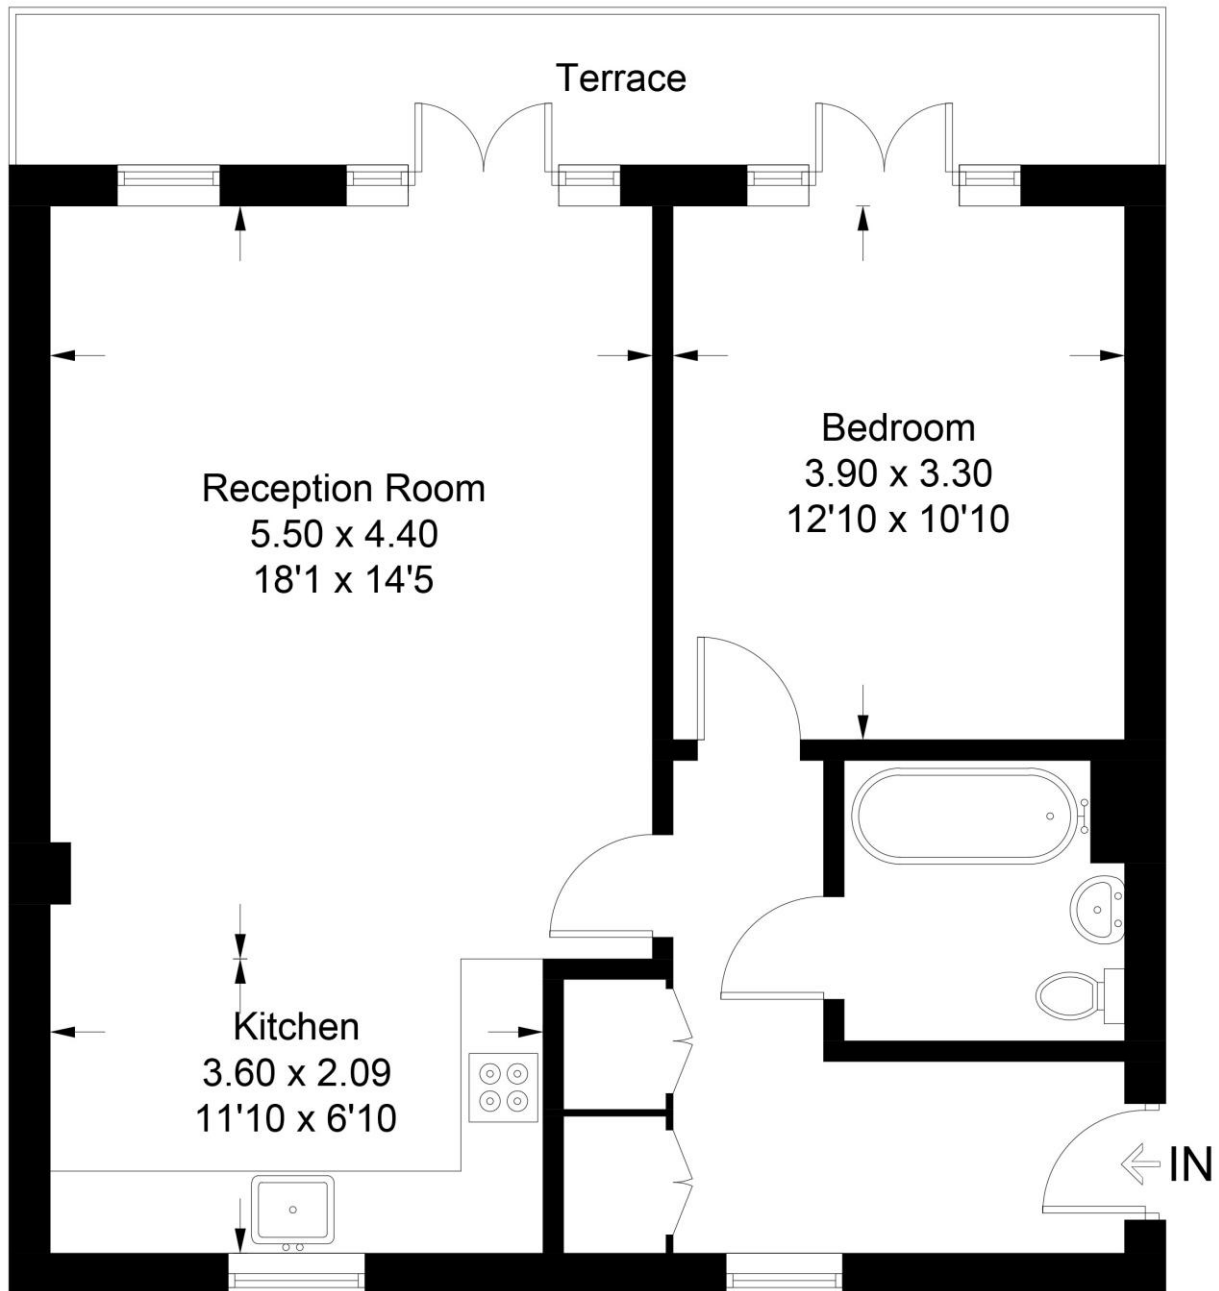 Terrace
Reception Room
5.50 x 4.40
18'1 x 14'5
Bedroom
3.90 x 3.30
12'10 x 10'10
Kitchen
3.60 x 2.09
11'10 x 6'10
IN